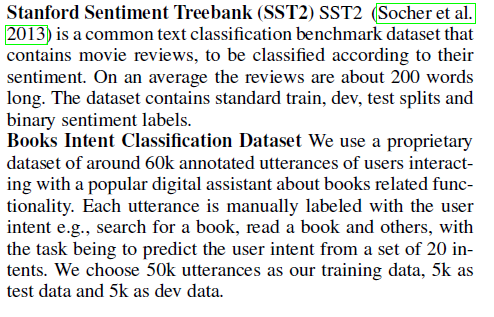 Stanford Sentiment Treebank (SST2) SST2 (Socher et al.
2013) is a common text classification benchmark dataset that
contains movie reviews, to be classified according to their
sentiment. On an average the reviews are about 200 words
long. The dataset contains standard train, dev, test splits and
binary sentiment labels.
Books Intent Classification Dataset We use a proprietary
dataset of around 60k annotated utterances of users interact-
ing with a popular digital assistant about books related func-
tionality. Each utterance is manually labeled with the user
intent e.g., search for a book, read a book and others, with
the task being to predict the user intent from a set of 20 in-
tents. We choose 50k utterances as our training data, 5k as
test data and 5k as dev data.